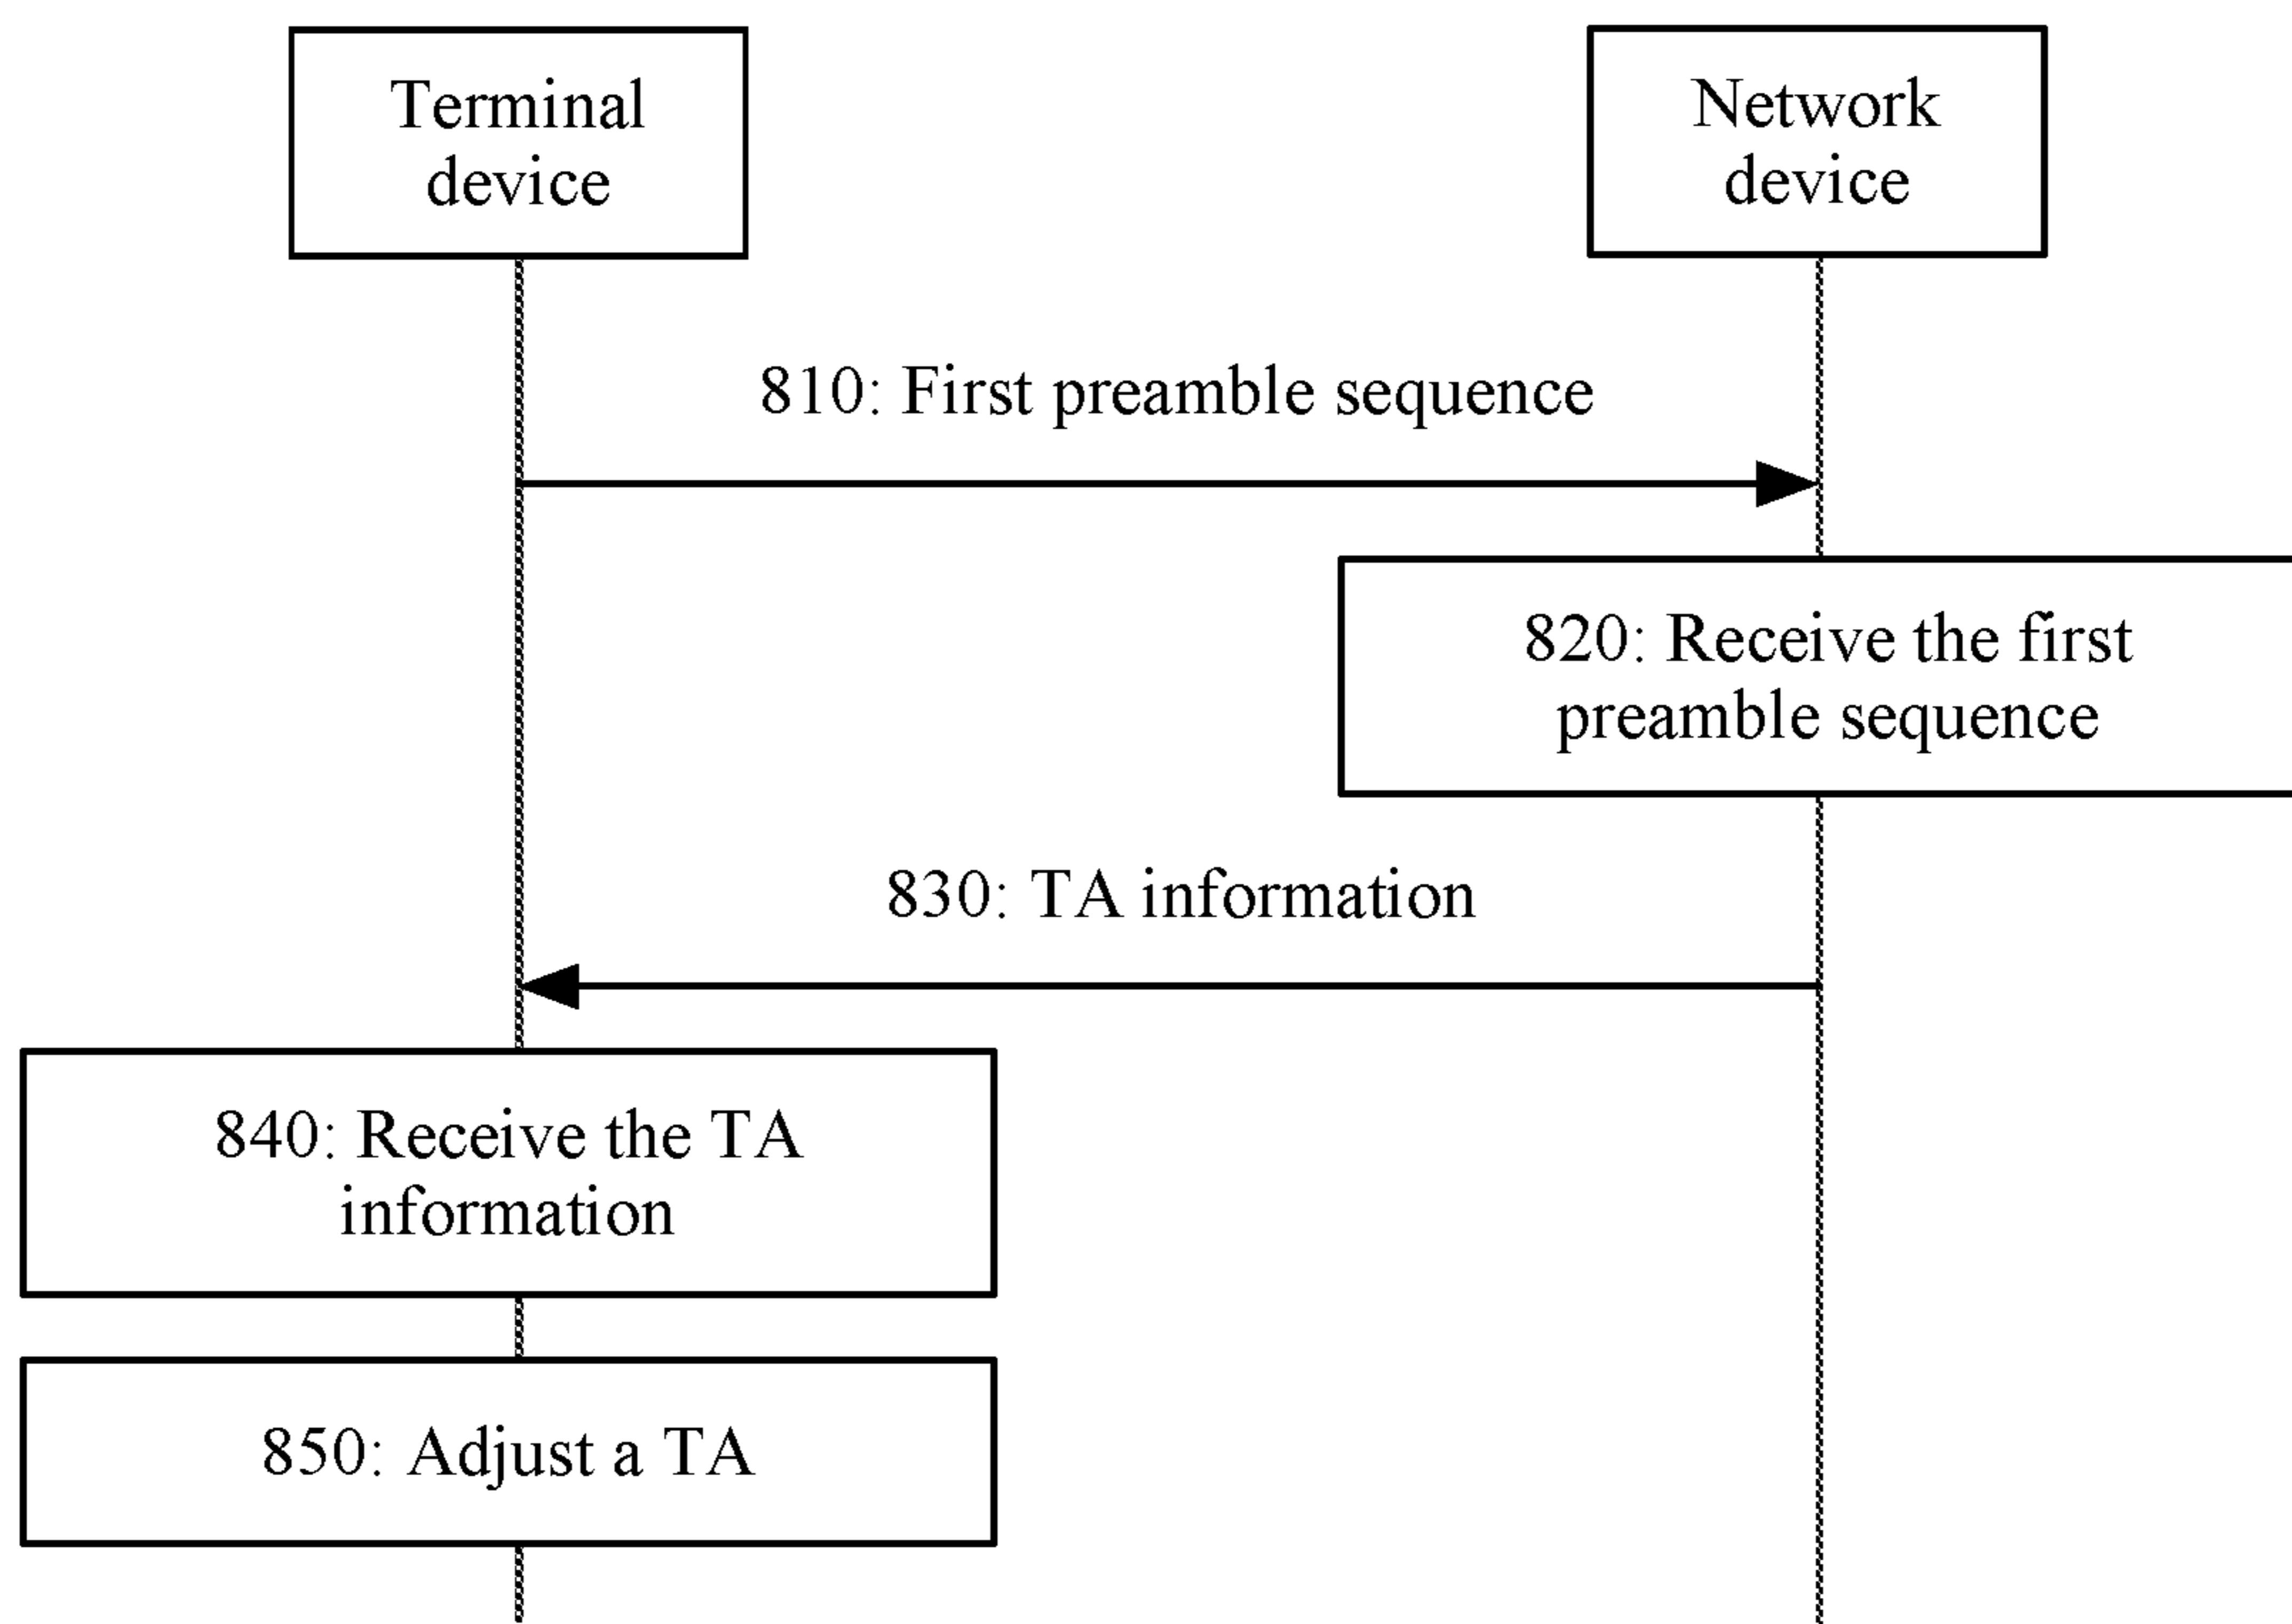 Terminal
device
Network
device
810: First preamble sequence
820: Receive the first
preamble sequence
830: TA information
840: Receive the TA
information
850: Adjust a TA